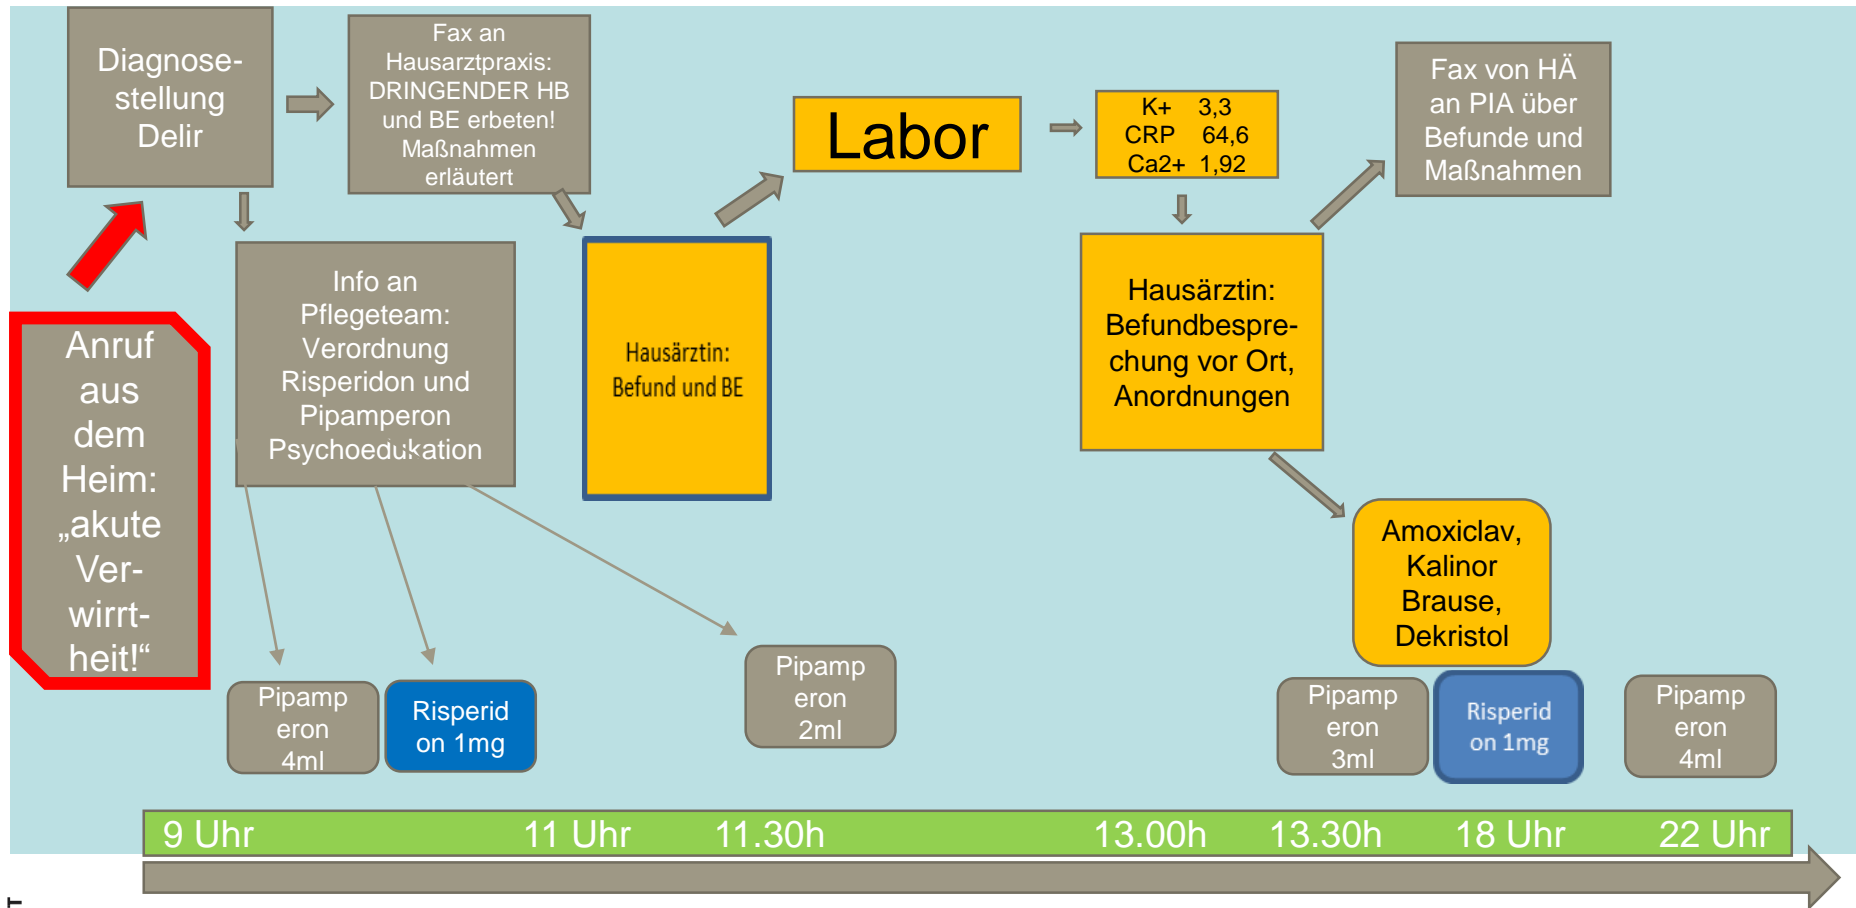 Diagnose-
stellung
Delir
Fax an
Hausarztpraxis:
DRINGENDER HB
und BE erbeten!
Maßnahmen
erläutert
Labor
K+ 3,3
CRP 64,6
Ca2+ 1,92
Fax von HÄ
an PIA über
Befunde und
Maßnahmen
Anruf
aus
dem
Heim:
„akute
Ver-
wirrt-
heit!“
Info an
Pflegeteam:
Verordnung
Risperidon und
Pipamperon
Psychoedukation
Hausärztin:
Befund und BE
Hausärztin:
Befundbespre-
chung vor Ort,
Anordnungen
Amoxiclav,
Kalinor
Brause,
Dekristol
Pipamp
eron
4ml
Risperid
on 1mg
Pipamp
eron
2ml
Pipamp
eron
3ml
Risperid
on 1mg
Pipamp
eron
4ml
9 Uhr 11 Uhr 11.30h 13.00h 13.30h 18 Uhr 22 Uhr
T